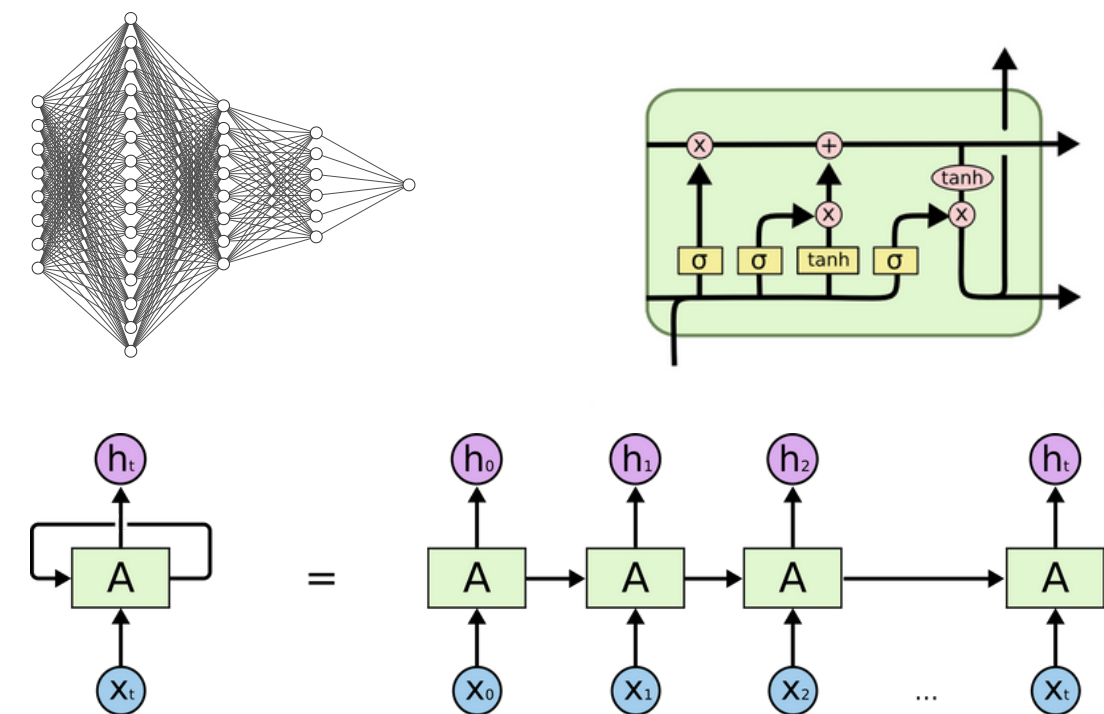 x + tanh
x x
σ σ tanh σ
hₜ h₀ h₁ h₂ hₜ
A = A A A A
xₜ x₀ x₁ x₂ ... xₜ